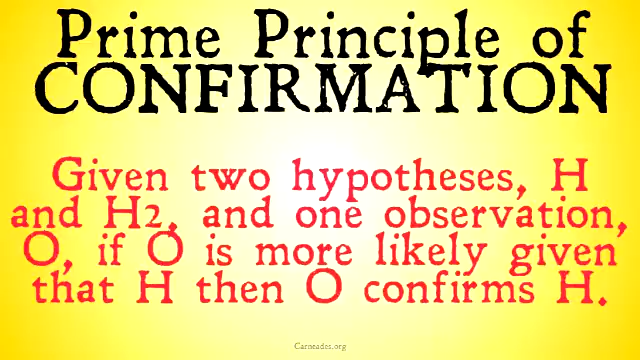 Prime Principle of
CONFIRMATION
Given two hypotheses, H
and H2, and one observation,
O, if O is more likely given
that H then O confirms H.
Carneades.org